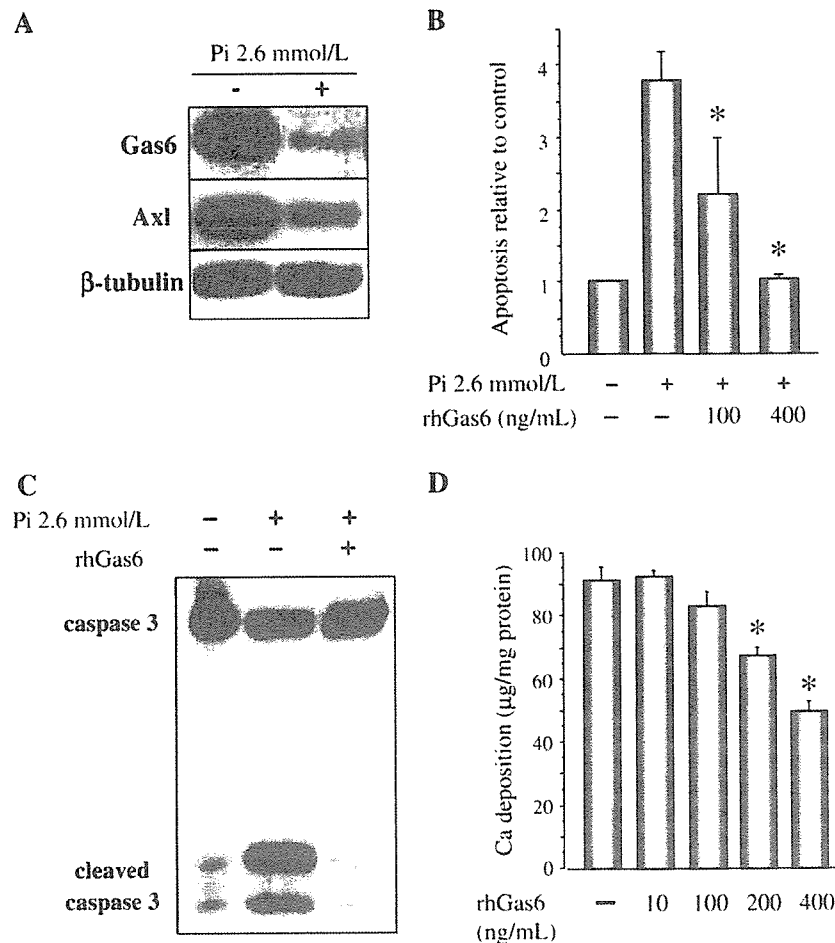 A
Pi 2.6 mmol/L
- +
Gas6
Axl
β-tubulin
B
Apoptosis relative to control
4
3
2
1
0
*
*
Pi 2.6 mmol/L − + + +
rhGas6 (ng/mL) − − 100 400
C
Pi 2.6 mmol/L − + +
rhGas6 − − +
caspase 3
cleaved
caspase 3
D
Ca deposition (µg/mg protein)
100
80
60
40
20
0
*
*
rhGas6 − 10 100 200 400
(ng/mL)